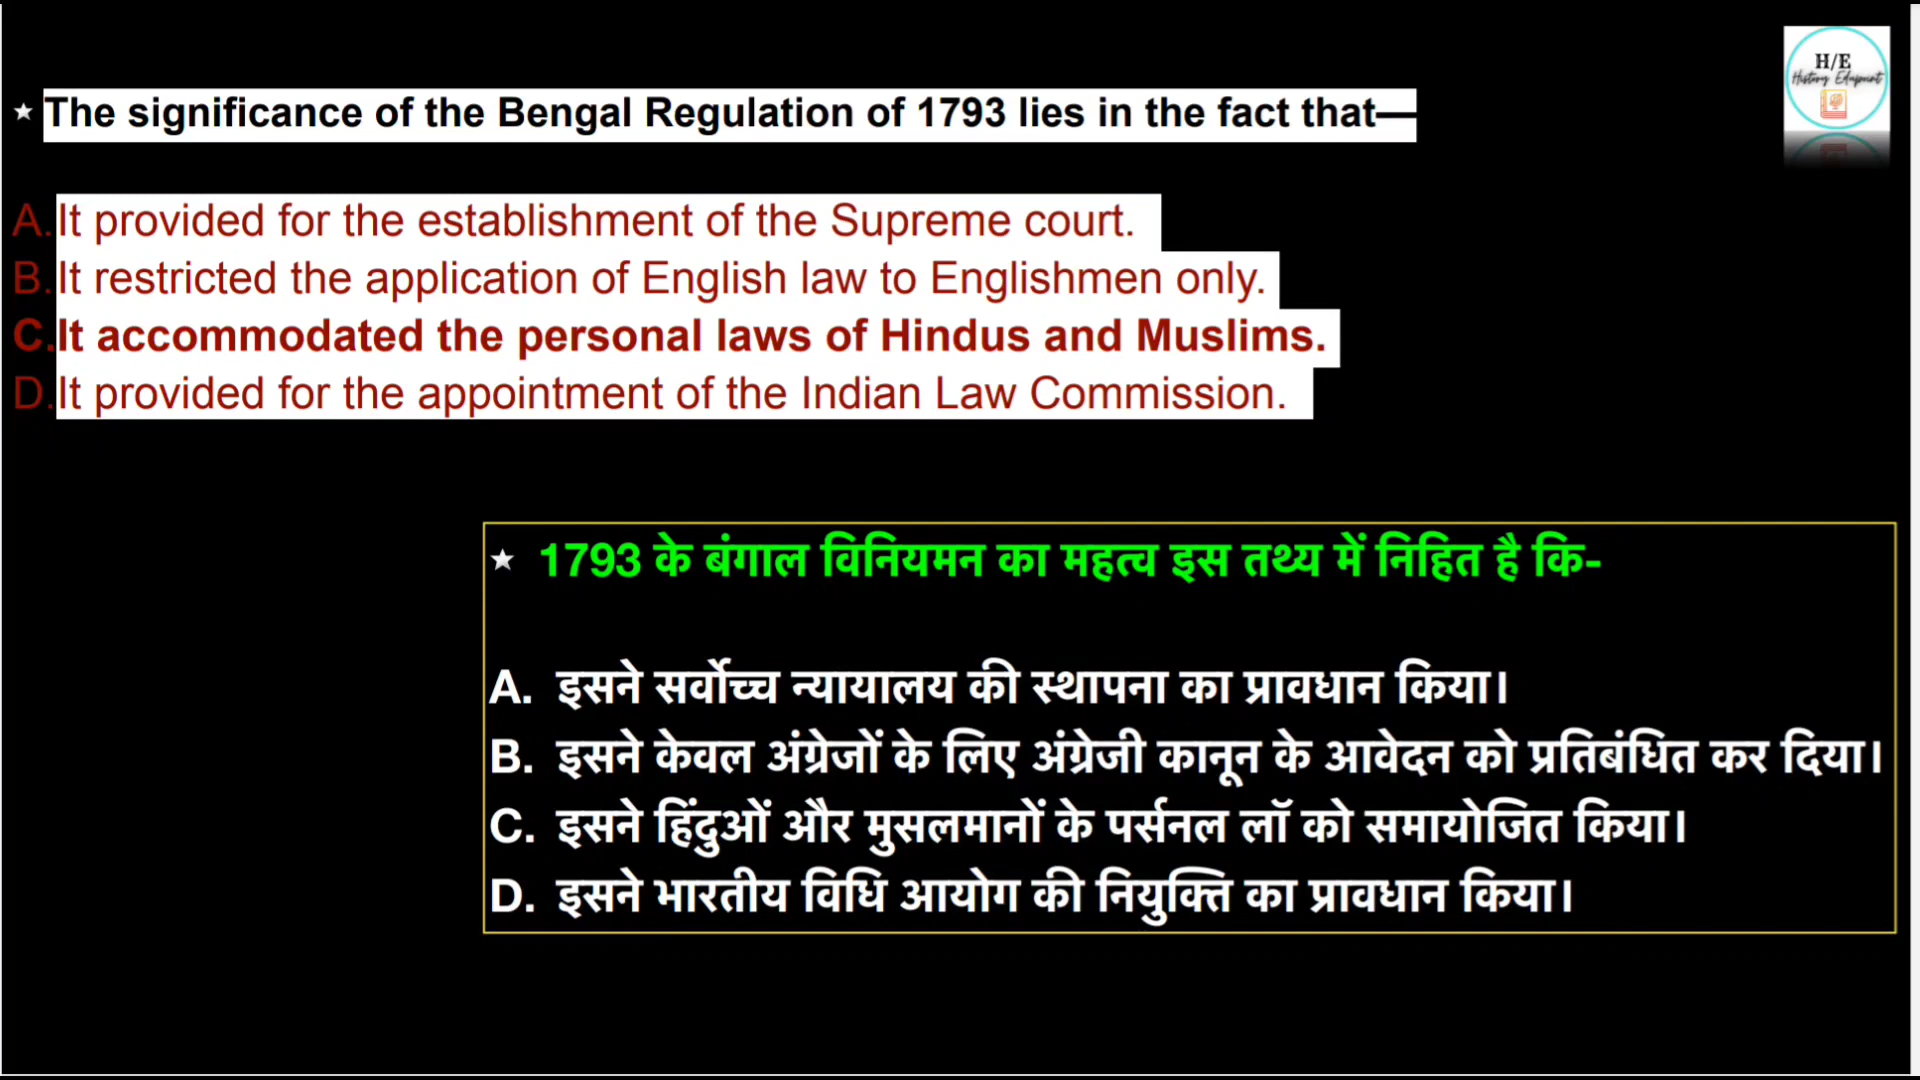 H/E
History Edupoint
★ The significance of the Bengal Regulation of 1793 lies in the fact that—
A. It provided for the establishment of the Supreme court.
B. It restricted the application of English law to Englishmen only.
C. It accommodated the personal laws of Hindus and Muslims.
D. It provided for the appointment of the Indian Law Commission.
★ 1793 के बंगाल विनियमन का महत्व इस तथ्य में निहित है कि-
A. इसने सर्वोच्च न्यायालय की स्थापना का प्रावधान किया।
B. इसने केवल अंग्रेजों के लिए अंग्रेजी कानून के आवेदन को प्रतिबंधित कर दिया।
C. इसने हिंदुओं और मुसलमानों के पर्सनल लॉ को समायोजित किया।
D. इसने भारतीय विधि आयोग की नियुक्ति का प्रावधान किया।